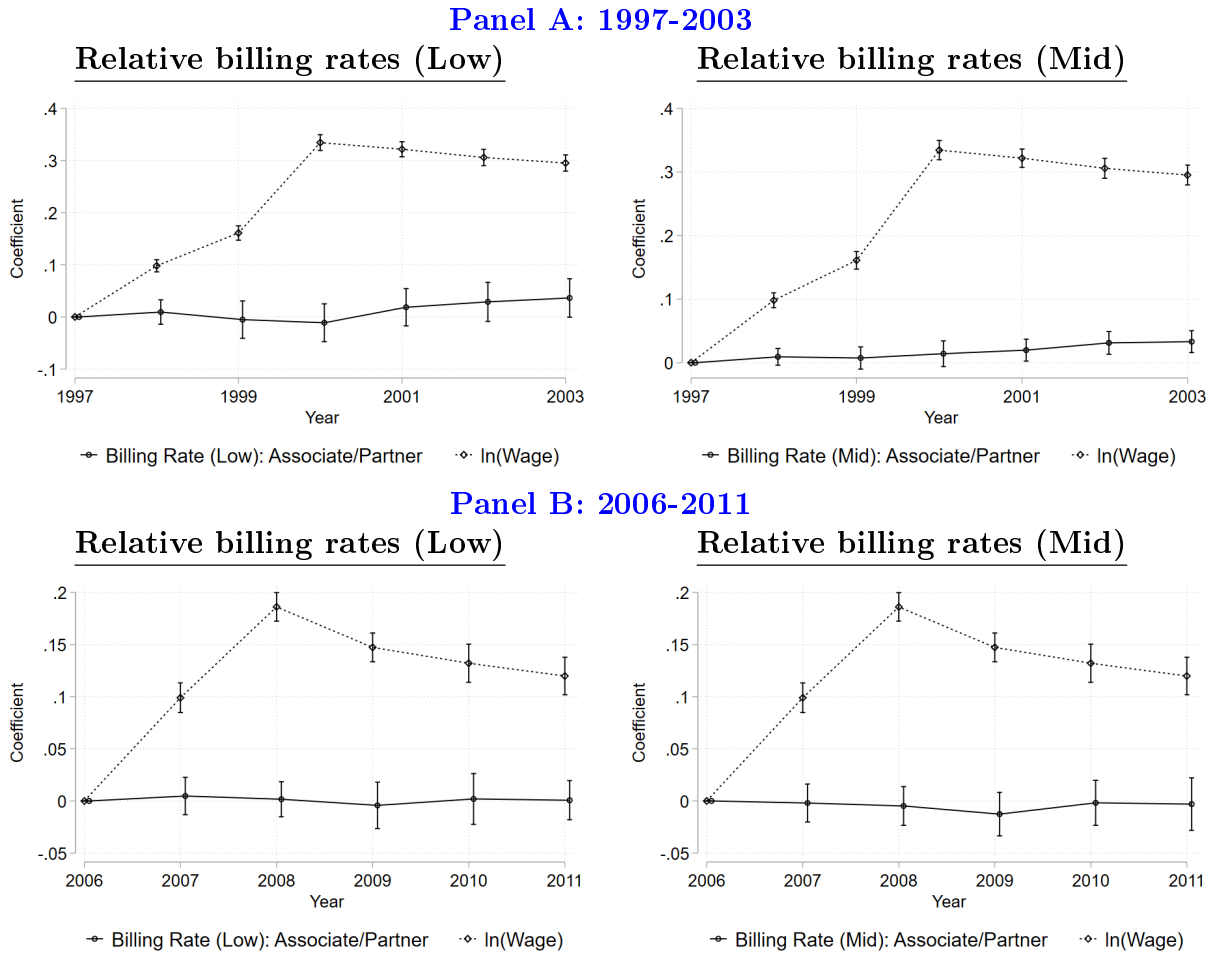 Panel A: 1997-2003
Relative billing rates (Low)
.4
.3
.2
.1
0
-.1
Coefficient
1997 1999 2001 2003
Year
Billing Rate (Low): Associate/Partner ln(Wage)
Relative billing rates (Mid)
.4
.3
.2
.1
0
Coefficient
1997 1999 2001 2003
Year
Billing Rate (Mid): Associate/Partner ln(Wage)
Panel B: 2006-2011
Relative billing rates (Low)
.2
.15
.1
.05
0
-.05
Coefficient
2006 2007 2008 2009 2010 2011
Year
Billing Rate (Low): Associate/Partner ln(Wage)
Relative billing rates (Mid)
.2
.15
.1
.05
0
-.05
Coefficient
2006 2007 2008 2009 2010 2011
Year
Billing Rate (Mid): Associate/Partner ln(Wage)